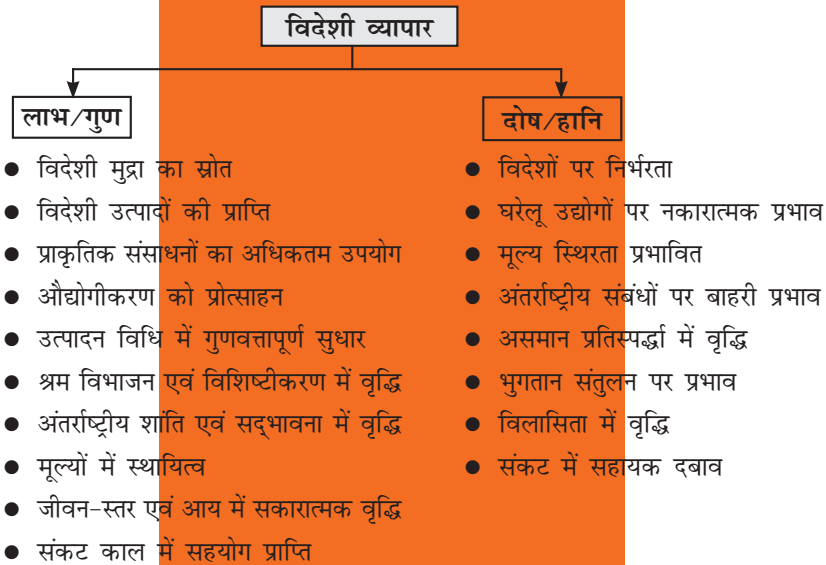 विदेशी व्यापार
लाभ/गुण
● विदेशी मुद्रा का स्रोत
● विदेशी उत्पादों की प्राप्ति
● प्राकृतिक संसाधनों का अधिकतम उपयोग
● औद्योगीकरण को प्रोत्साहन
● उत्पादन विधि में गुणवत्तापूर्ण सुधार
● श्रम विभाजन एवं विशिष्टीकरण में वृद्धि
● अंतर्राष्ट्रीय शांति एवं सद्भावना में वृद्धि
● मूल्यों में स्थायित्व
● जीवन-स्तर एवं आय में सकारात्मक वृद्धि
● संकट काल में सहयोग प्राप्ति
दोष/हानि
● विदेशों पर निर्भरता
● घरेलू उद्योगों पर नकारात्मक प्रभाव
● मूल्य स्थिरता प्रभावित
● अंतर्राष्ट्रीय संबंधों पर बाहरी प्रभाव
● असमान प्रतिस्पर्द्धा में वृद्धि
● भुगतान संतुलन पर प्रभाव
● विलासिता में वृद्धि
● संकट में सहायक दबाव